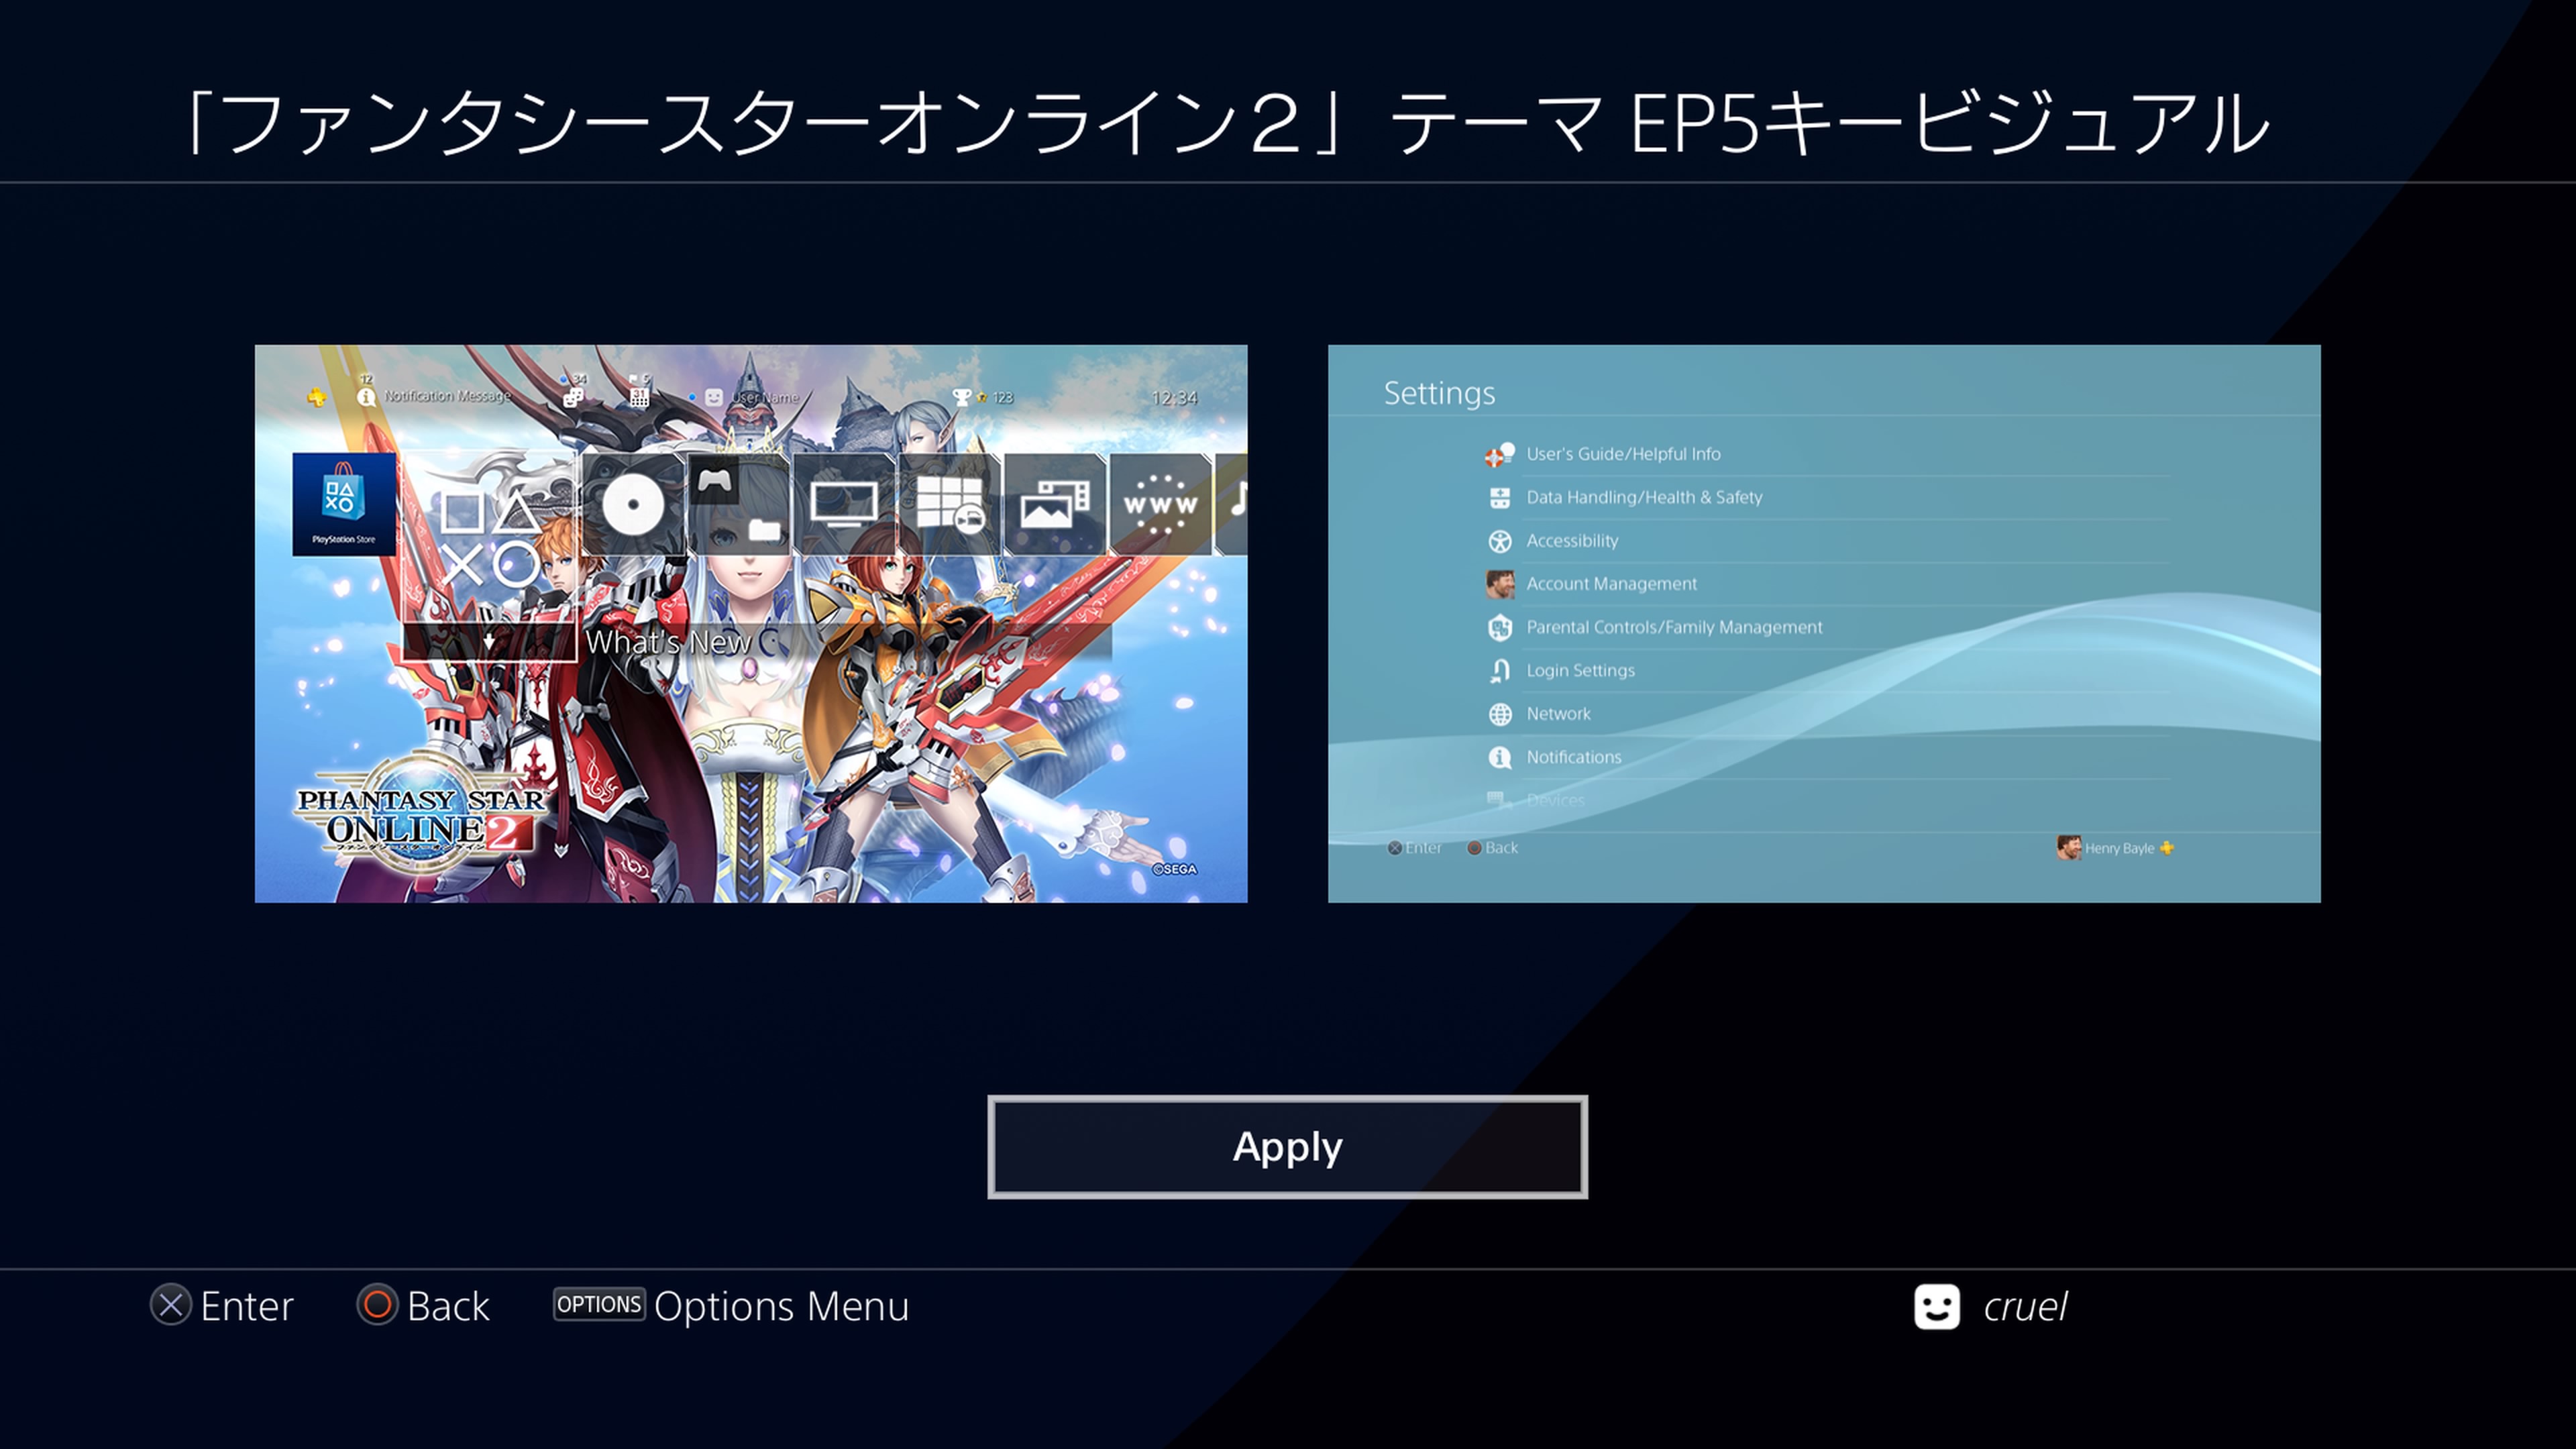 「ファンタシースターオンライン２」 テーマ EP5キービジュアル
12
34
5
Notification Message
31
User Name
123
12:34
PlayStation Store
WWW
What's New
PHANTASY STAR
ONLINE 2
ファンタシースターオンライン2
©SEGA
Settings
User's Guide/Helpful Info
Data Handling/Health & Safety
Accessibility
Account Management
Parental Controls/Family Management
Login Settings
Network
Notifications
Devices
Enter
Back
Henry Bayle
Apply
Enter
Back
OPTIONS Options Menu
cruel